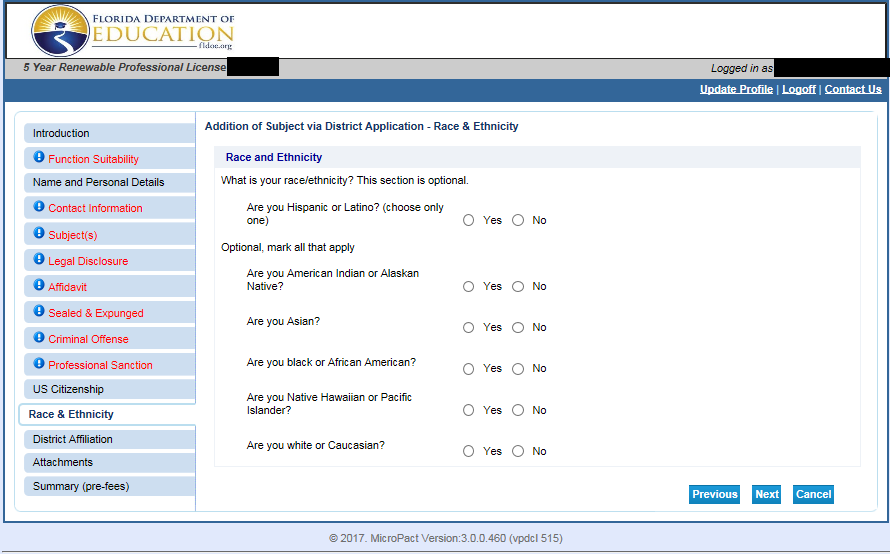 FLORIDA DEPARTMENT OF
EDUCATION
fldoe.org
5 Year Renewable Professional License
Logged in as
Update Profile | Logoff | Contact Us
Introduction
Function Suitability
Name and Personal Details
Contact Information
Subject(s)
Legal Disclosure
Affidavit
Sealed & Expunged
Criminal Offense
Professional Sanction
US Citizenship
Race & Ethnicity
District Affiliation
Attachments
Summary (pre-fees)
Addition of Subject via District Application - Race & Ethnicity
Race and Ethnicity
What is your race/ethnicity? This section is optional.
Are you Hispanic or Latino? (choose only
one)
Yes No
Optional, mark all that apply
Are you American Indian or Alaskan
Native?
Yes No
Are you Asian?
Yes No
Are you black or African American?
Yes No
Are you Native Hawaiian or Pacific
Islander?
Yes No
Are you white or Caucasian?
Yes No
Previous Next Cancel
© 2017. MicroPact Version:3.0.0.460 (vpdcl 515)